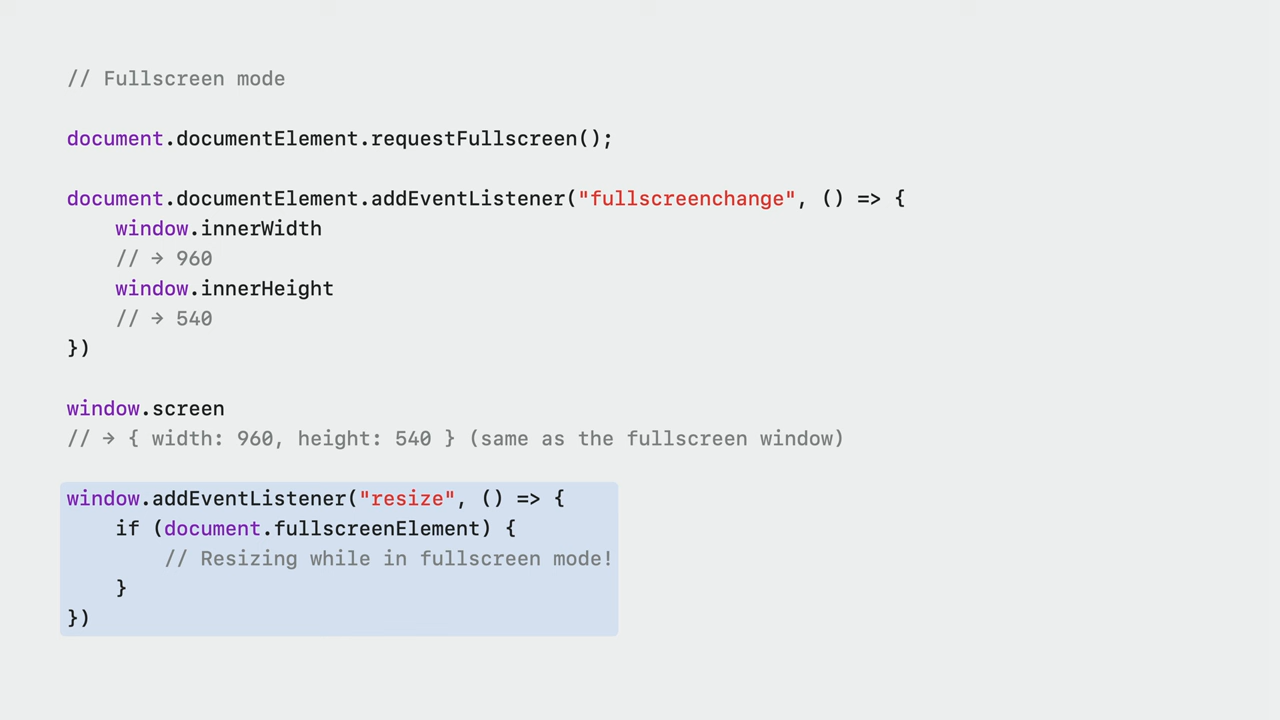 // Fullscreen mode
document.documentElement.requestFullscreen();
document.documentElement.addEventListener("fullscreenchange", () => {
    window.innerWidth
    // → 960
    window.innerHeight
    // → 540
})
window.screen
// → { width: 960, height: 540 } (same as the fullscreen window)
window.addEventListener("resize", () => {
    if (document.fullscreenElement) {
        // Resizing while in fullscreen mode!
    }
})